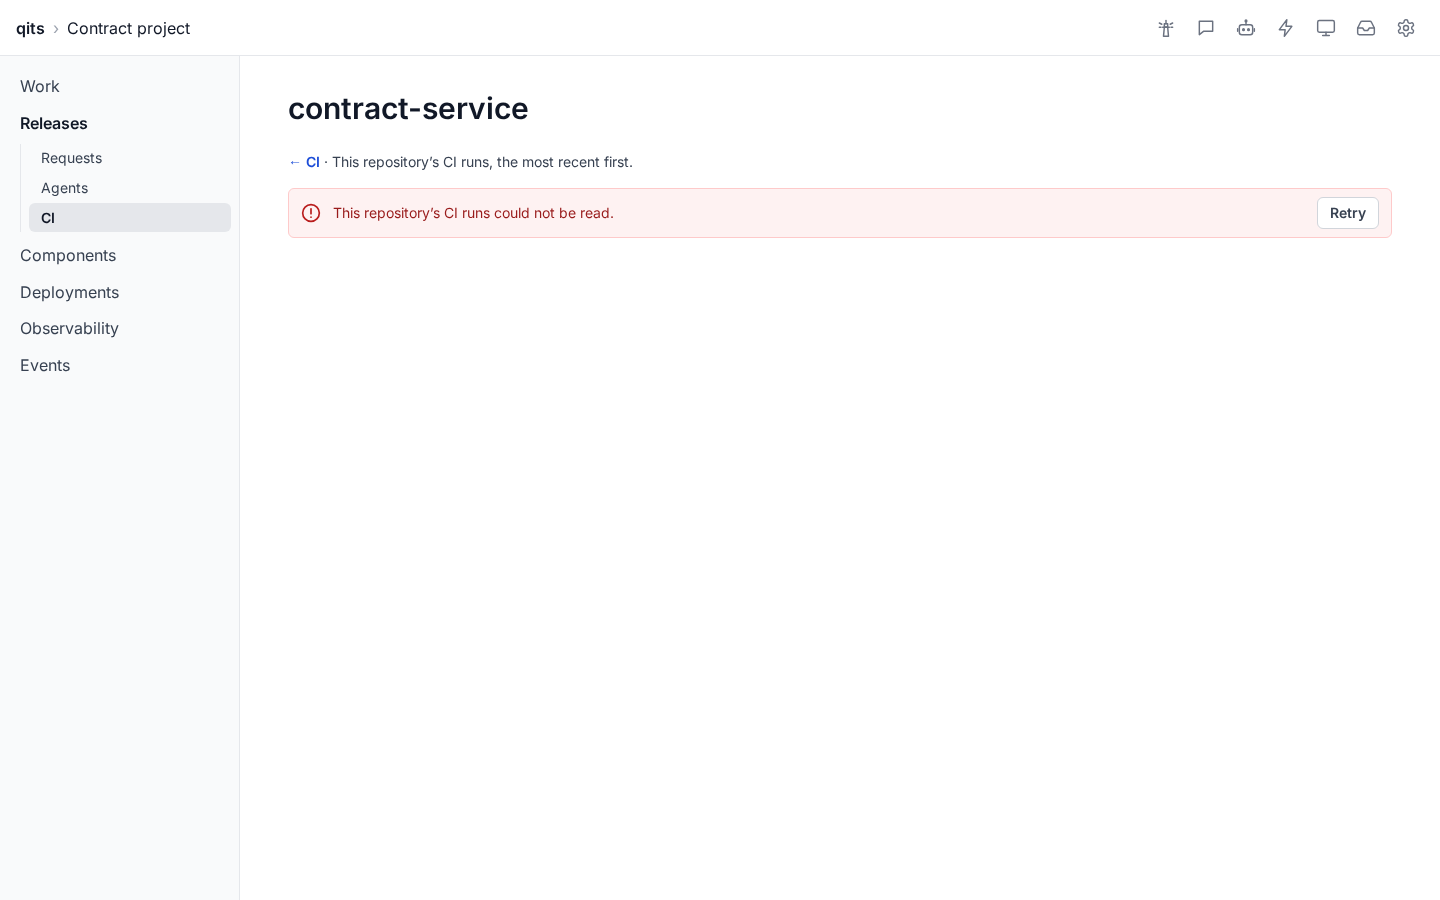 qits › Contract project
Work
Releases
Requests
Agents
CI
Components
Deployments
Observability
Events
contract-service
← CI · This repository’s CI runs, the most recent first.
This repository’s CI runs could not be read.
Retry